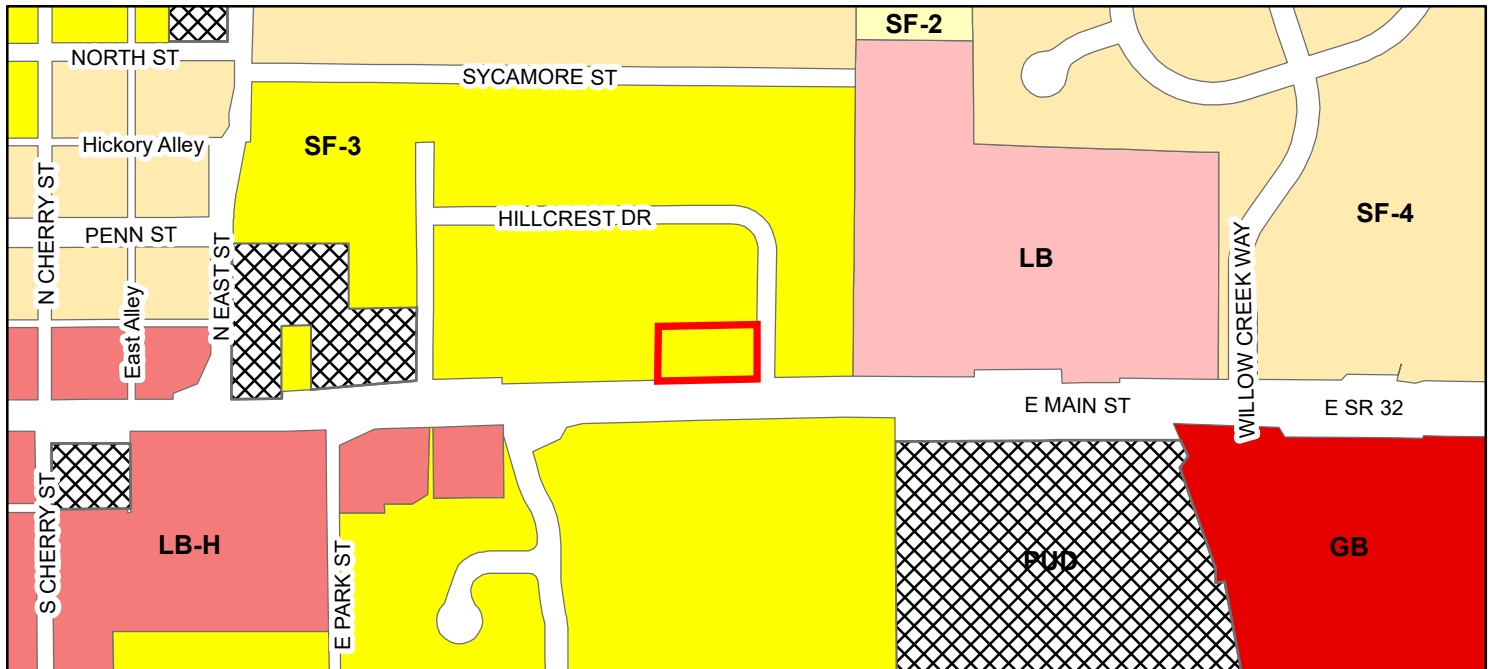 SF-2
NORTH ST
SYCAMORE ST
Hickory Alley
SF-3
N CHERRY ST
SF-4
HILLCREST DR
PENN ST
N EAST ST
LB
WILLOW CREEK WAY
East Alley
E MAIN ST
E SR 32
S CHERRY ST
LB-H
E PARK ST
PUD
GB